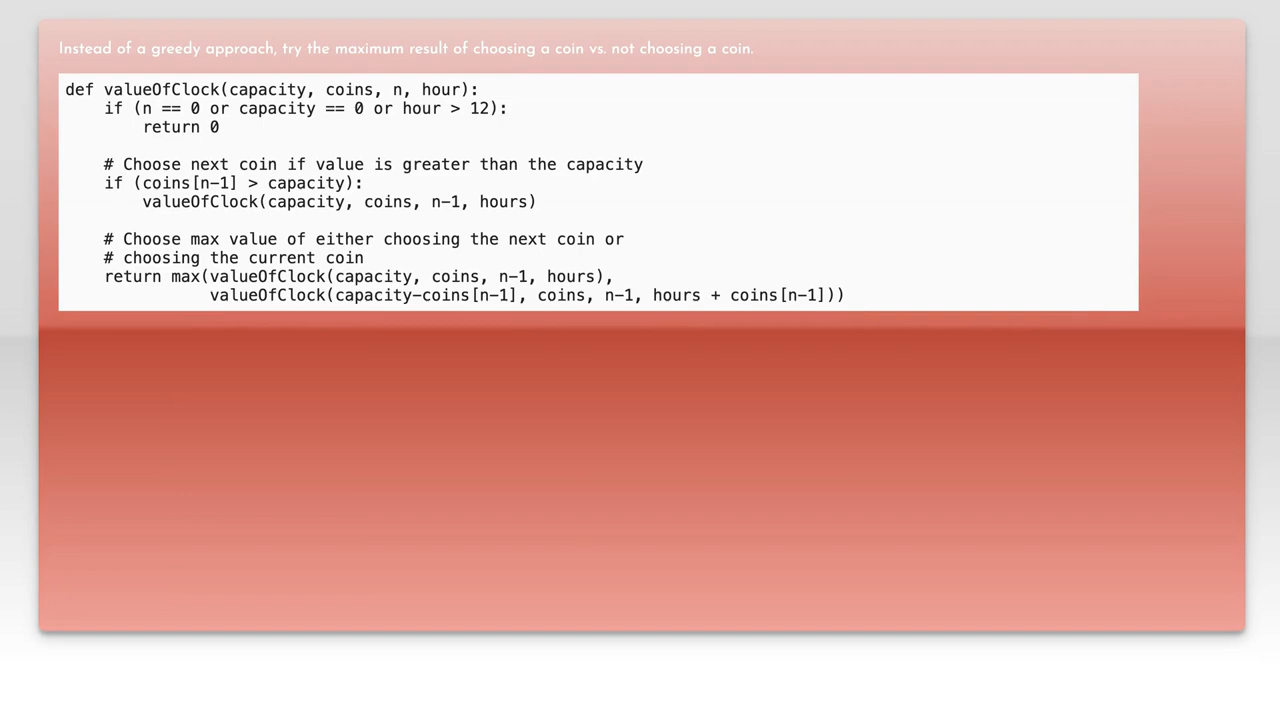 Instead of a greedy approach, try the maximum result of choosing a coin vs. not choosing a coin.
def valueOfClock(capacity, coins, n, hour):
    if (n == 0 or capacity == 0 or hour > 12):
        return 0
    # Choose next coin if value is greater than the capacity
    if (coins[n-1] > capacity):
        valueOfClock(capacity, coins, n-1, hours)
    # Choose max value of either choosing the next coin or
    # choosing the current coin
    return max(valueOfClock(capacity, coins, n-1, hours),
               valueOfClock(capacity-coins[n-1], coins, n-1, hours + coins[n-1]))